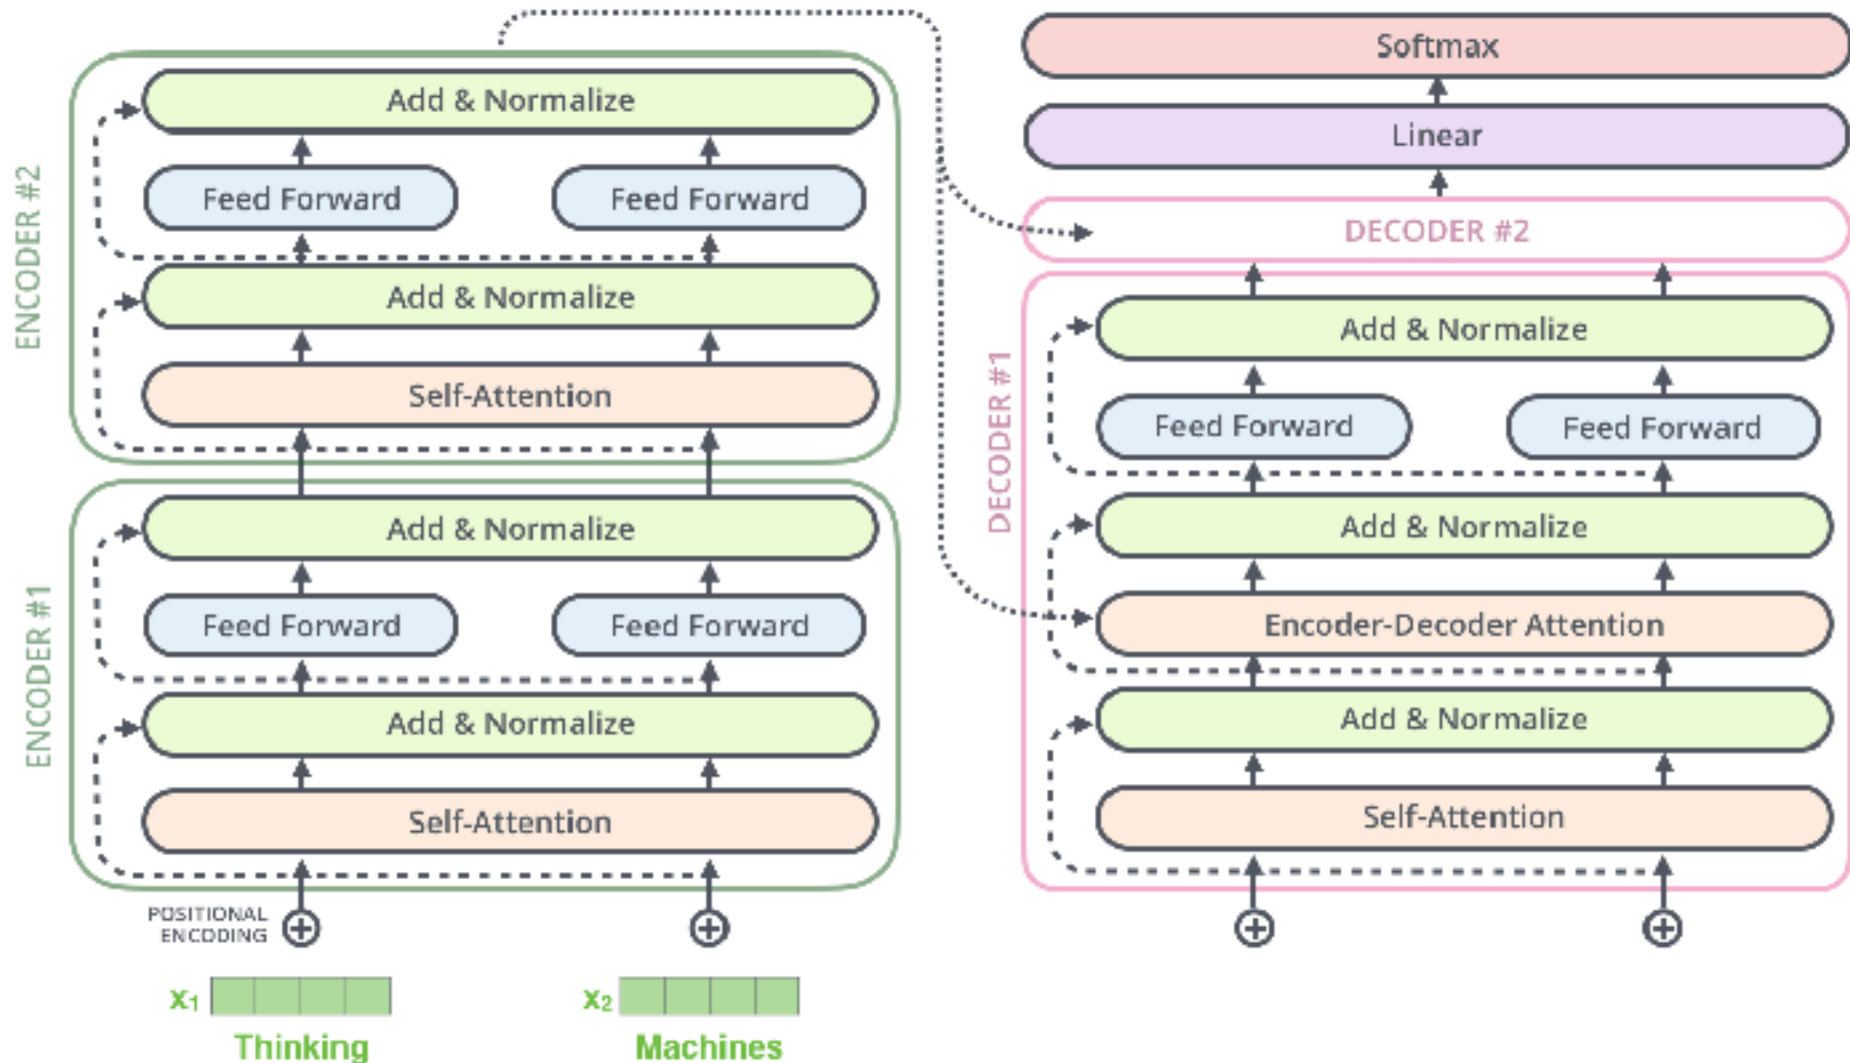 ENCODER #2
Add & Normalize
Feed Forward
Feed Forward
Add & Normalize
Self-Attention
ENCODER #1
Add & Normalize
Feed Forward
Feed Forward
Add & Normalize
Self-Attention
POSITIONAL
ENCODING
x₁
x₂
Thinking
Machines
Softmax
Linear
DECODER #2
DECODER #1
Add & Normalize
Feed Forward
Feed Forward
Add & Normalize
Encoder-Decoder Attention
Add & Normalize
Self-Attention